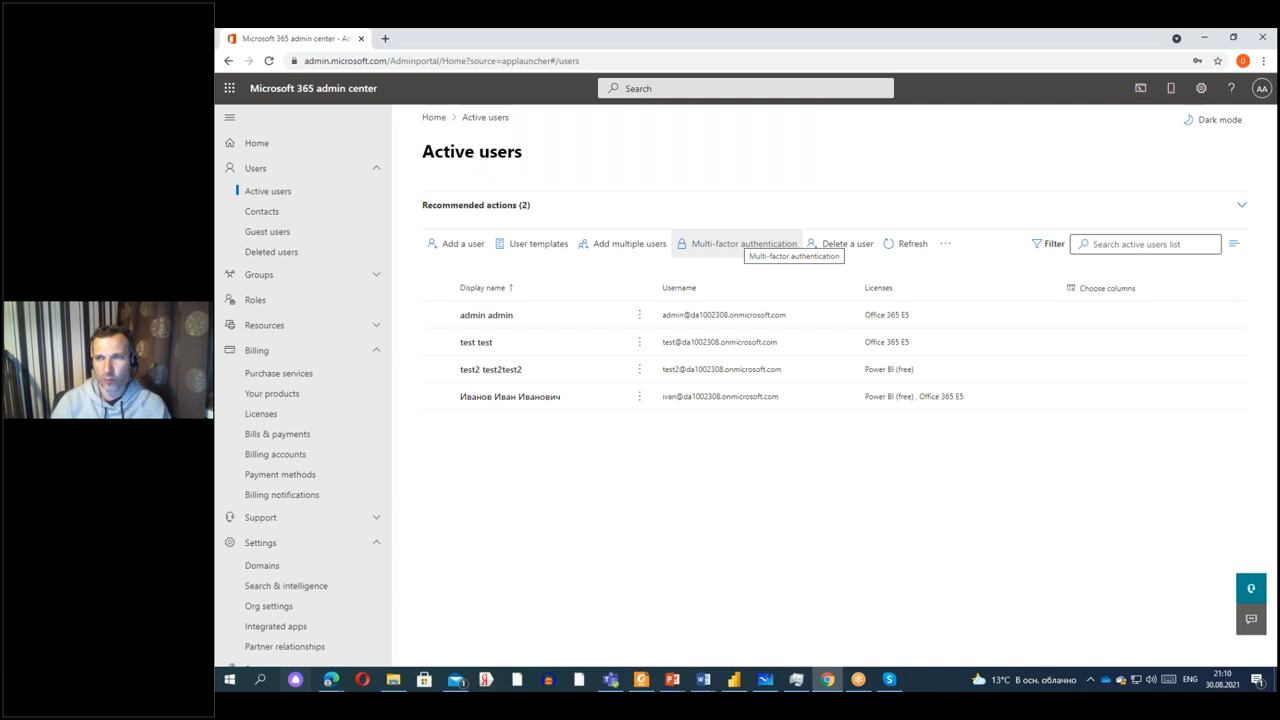 Microsoft 365 admin center - Ac
admin.microsoft.com/Adminportal/Home?source=applauncher#/users
D
Microsoft 365 admin center
Search
AA
Home > Active users
Dark mode
Active users
Recommended actions (2)
Add a user
User templates
Add multiple users
Multi-factor authentication
Delete a user
Refresh
Filter
Search active users list
Multi-factor authentication
Display name ↑
Username
Licenses
Choose columns
admin admin
admin@da1002308.onmicrosoft.com
Office 365 E5
test test
test@da1002308.onmicrosoft.com
Office 365 E5
test2 test2test2
test2@da1002308.onmicrosoft.com
Power BI (free)
Иванов Иван Иванович
ivan@da1002308.onmicrosoft.com
Power BI (free) , Office 365 E5
Home
Users
Active users
Contacts
Guest users
Deleted users
Groups
Roles
Resources
Billing
Purchase services
Your products
Licenses
Bills & payments
Billing accounts
Payment methods
Billing notifications
Support
Settings
Domains
Search & intelligence
Org settings
Integrated apps
Partner relationships
13°C В осн. облачно
ENG
21:10
30.08.2021